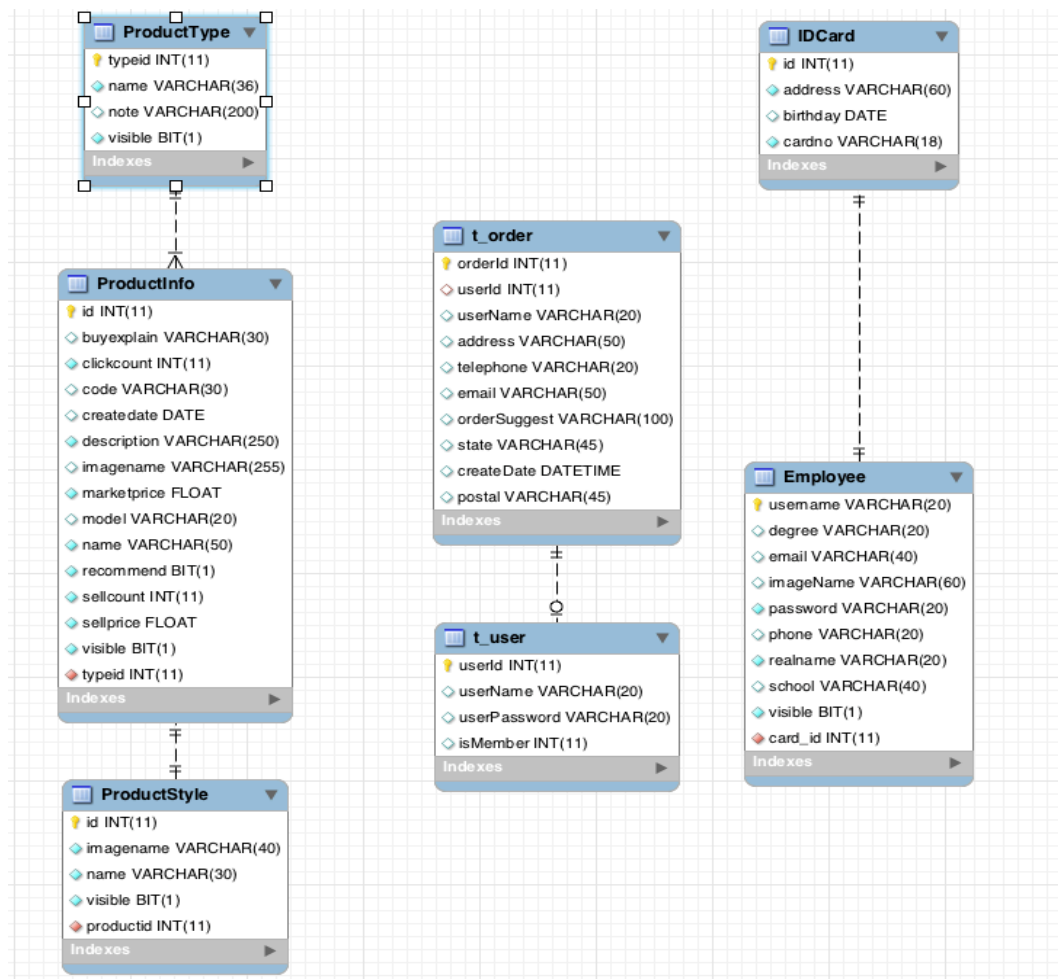 ProductType
typeid INT(11)
name VARCHAR(36)
note VARCHAR(200)
visible BIT(1)
Indexes
ProductInfo
id INT(11)
buyexplain VARCHAR(30)
clickcount INT(11)
code VARCHAR(30)
createdate DATE
description VARCHAR(250)
imagename VARCHAR(255)
marketprice FLOAT
model VARCHAR(20)
name VARCHAR(50)
recommend BIT(1)
sellcount INT(11)
sellprice FLOAT
visible BIT(1)
typeid INT(11)
Indexes
ProductStyle
id INT(11)
imagename VARCHAR(40)
name VARCHAR(30)
visible BIT(1)
productid INT(11)
Indexes
t_order
orderId INT(11)
userId INT(11)
userName VARCHAR(20)
address VARCHAR(50)
telephone VARCHAR(20)
email VARCHAR(50)
orderSuggest VARCHAR(100)
state VARCHAR(45)
createDate DATETIME
postal VARCHAR(45)
Indexes
t_user
userId INT(11)
userName VARCHAR(20)
userPassword VARCHAR(20)
isMember INT(11)
Indexes
IDCard
id INT(11)
address VARCHAR(60)
birthday DATE
cardno VARCHAR(18)
Indexes
Employee
username VARCHAR(20)
degree VARCHAR(20)
email VARCHAR(40)
imageName VARCHAR(60)
password VARCHAR(20)
phone VARCHAR(20)
realname VARCHAR(20)
school VARCHAR(40)
visible BIT(1)
card_id INT(11)
Indexes